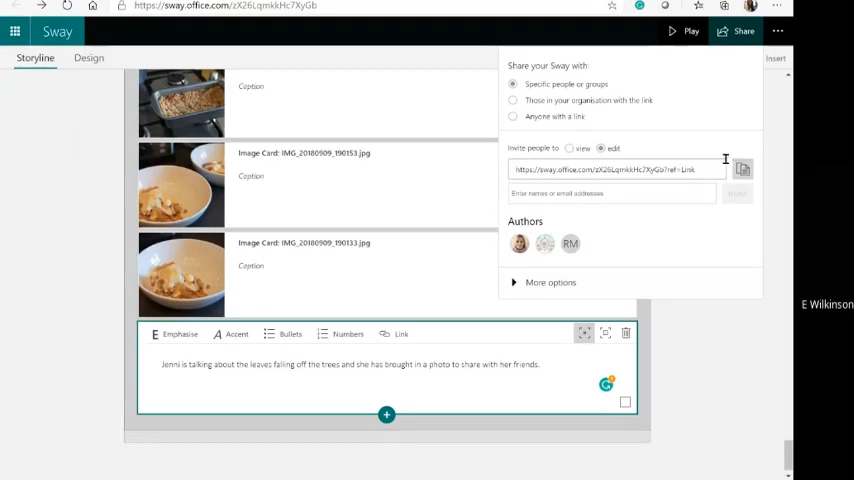 https://sway.office.com/zX26LqmkkHc7XyGb
Sway
Play
Share
Storyline
Design
Insert
Share your Sway with:
Specific people or groups
Those in your organisation with the link
Anyone with a link
Invite people to view edit
https://sway.office.com/zX26LqmkkHc7XyGb?ref=Link
Enter names or email addresses
Invite
Authors
RM
More options
Caption
Image Card: IMG_20180909_190153.jpg
Caption
Image Card: IMG_20180909_190133.jpg
Caption
E Emphasise A Accent Bullets Numbers Link
Jenni is talking about the leaves falling off the trees and she has brought in a photo to share with her friends.
E Wilkinson